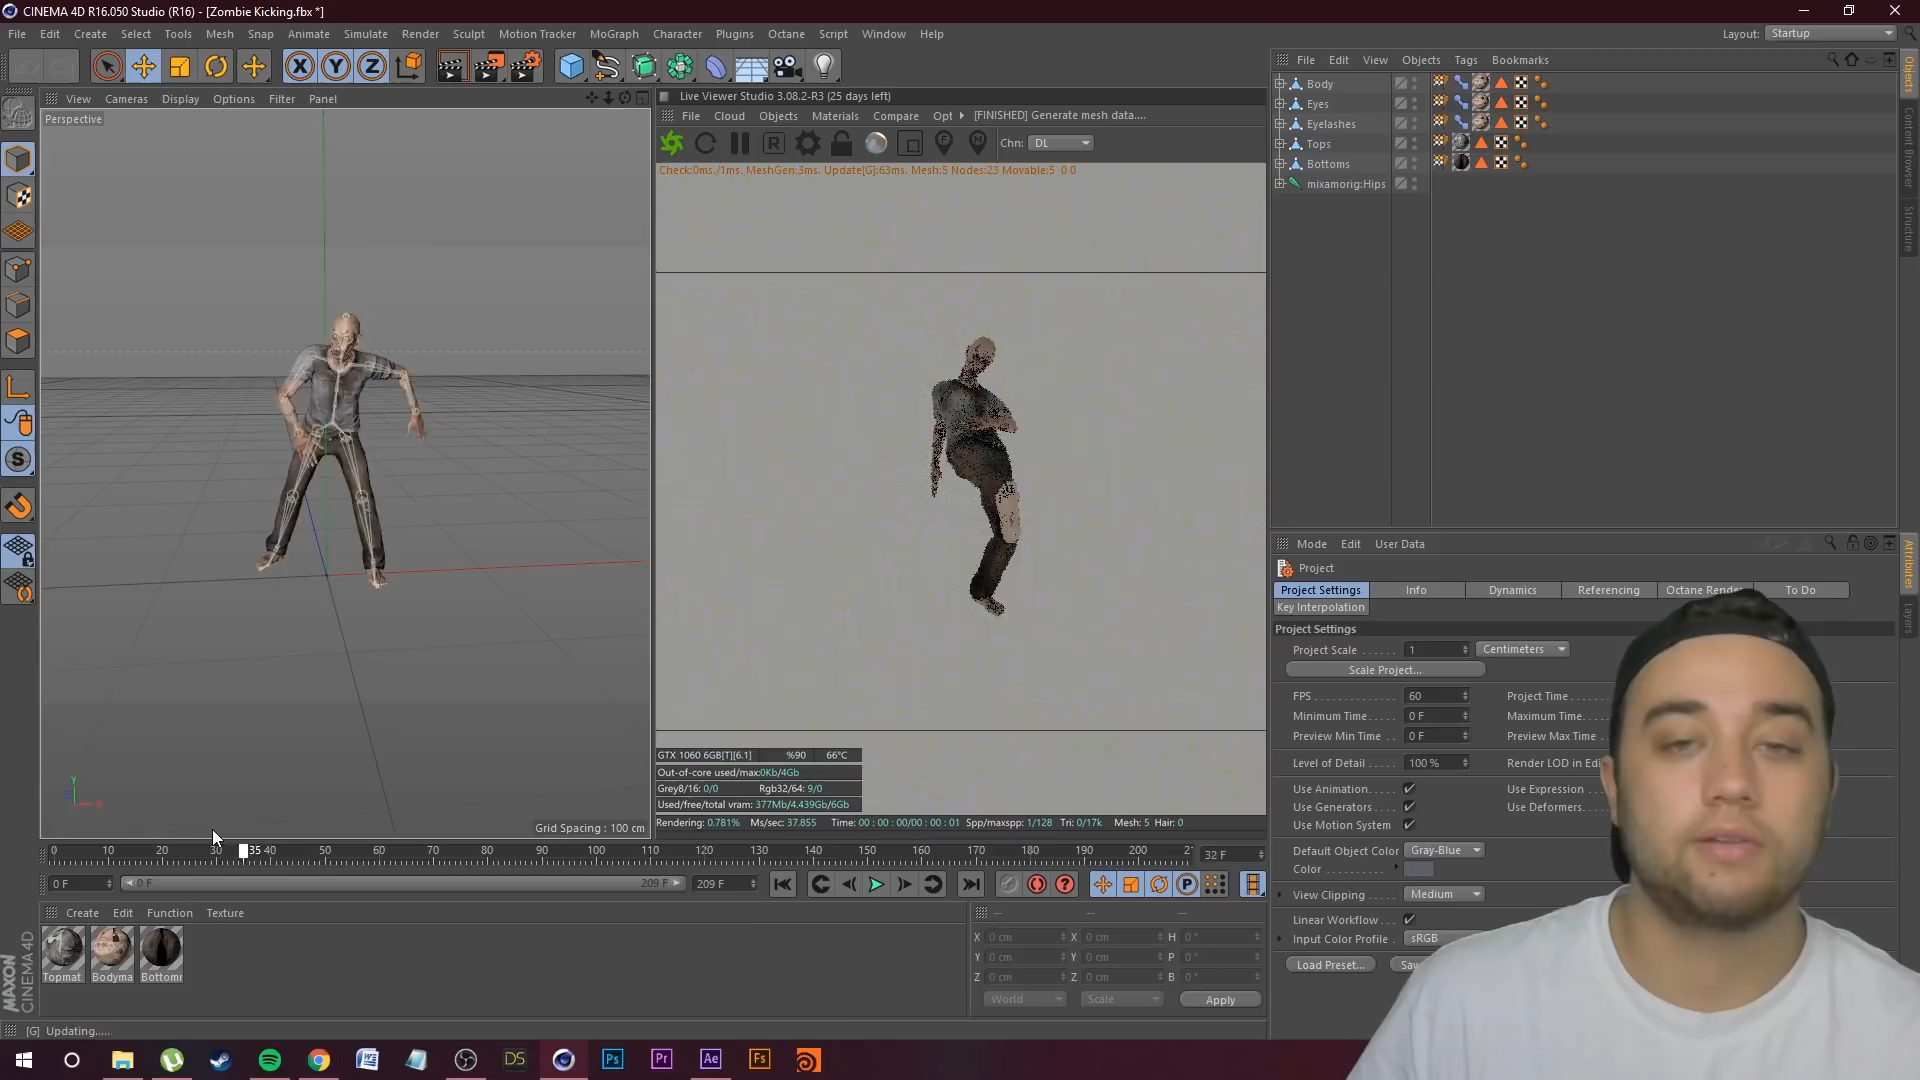 CINEMA 4D R16.050 Studio (R16) - [Zombie Kicking.fbx *]
File Edit Create Select Tools Mesh Snap Animate Simulate Render Sculpt Motion Tracker MoGraph Character Plugins Octane Script Window Help
Layout: Startup
View Cameras Display Options Filter Panel
Perspective
Grid Spacing : 100 cm
Live Viewer Studio 3.08.2-R3 (25 days left)
File Cloud Objects Materials Compare Opt [FINISHED] Generate mesh data....
Chn: DL
Check:0ms./1ms. MeshGen:3ms. Update[G]:63ms. Mesh:5 Nodes:23 Movable:5 0 0
GTX 1060 6GB[T][6.1] %90 66°C
Out-of-core used/max:0Kb/4Gb
Grey8/16: 0/0 Rgb32/64: 9/0
Used/free/total vram: 377Mb/4.439Gb/6Gb
Rendering: 0.781% Ms/sec: 37.855 Time: 00 : 00 : 00/00 : 00 : 01 Spp/maxspp: 1/128 Tri: 0/17k Mesh: 5 Hair: 0
File Edit View Objects Tags Bookmarks
Body
Eyes
Eyelashes
Tops
Bottoms
mixamorig:Hips
Objects
Content Browser
Structure
Mode Edit User Data
Project
Project Settings Info Dynamics Referencing Octane Rende To Do
Key Interpolation
Project Settings
Project Scale 1 Centimeters
Scale Project...
FPS 60 Project Time
Minimum Time 0 F Maximum Time
Preview Min Time 0 F Preview Max Time
Level of Detail 100 % Render LOD in Edi
Use Animation Use Expression
Use Generators Use Deformers
Use Motion System
Default Object Color Gray-Blue
Color
View Clipping Medium
Linear Workflow
Input Color Profile sRGB
Load Preset... Sav
Attributes
Layers
0 10 20 30 35 40 50 60 70 80 90 100 110 120 130 140 150 160 170 180 190 200 2 32 F
0 F 0 F 209 F 209 F
Create Edit Function Texture
Topmat Bodyma Bottomr
X 0 cm X 0 cm H 0 °
Y 0 cm Y 0 cm P 0 °
Z 0 cm Z 0 cm B 0 °
World Scale Apply
MAXON
CINEMA 4D
[G] Updating.....
DS Ps Pr Ae Fs